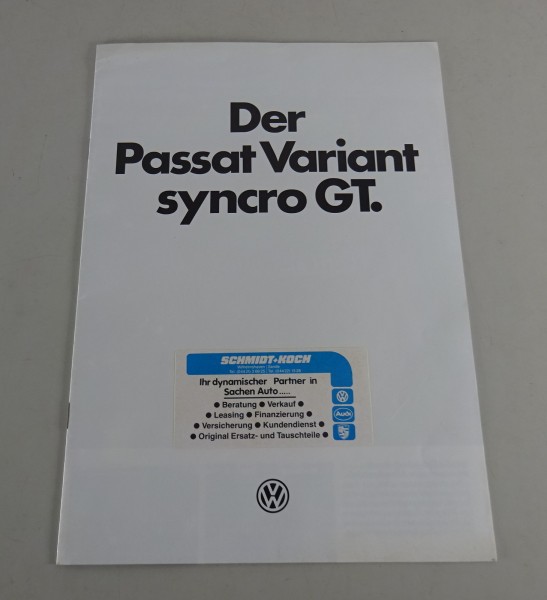 Der
Passat Variant
syncro GT.
SCHMIDT+KOCH
Ihr dynamischer Partner in
Sachen Auto.....
● Beratung ● Verkauf ●
● Leasing ● Finanzierung ●
● Versicherung ● Kundendienst ●
● Original Ersatz- und Tauschteile ●
Audi